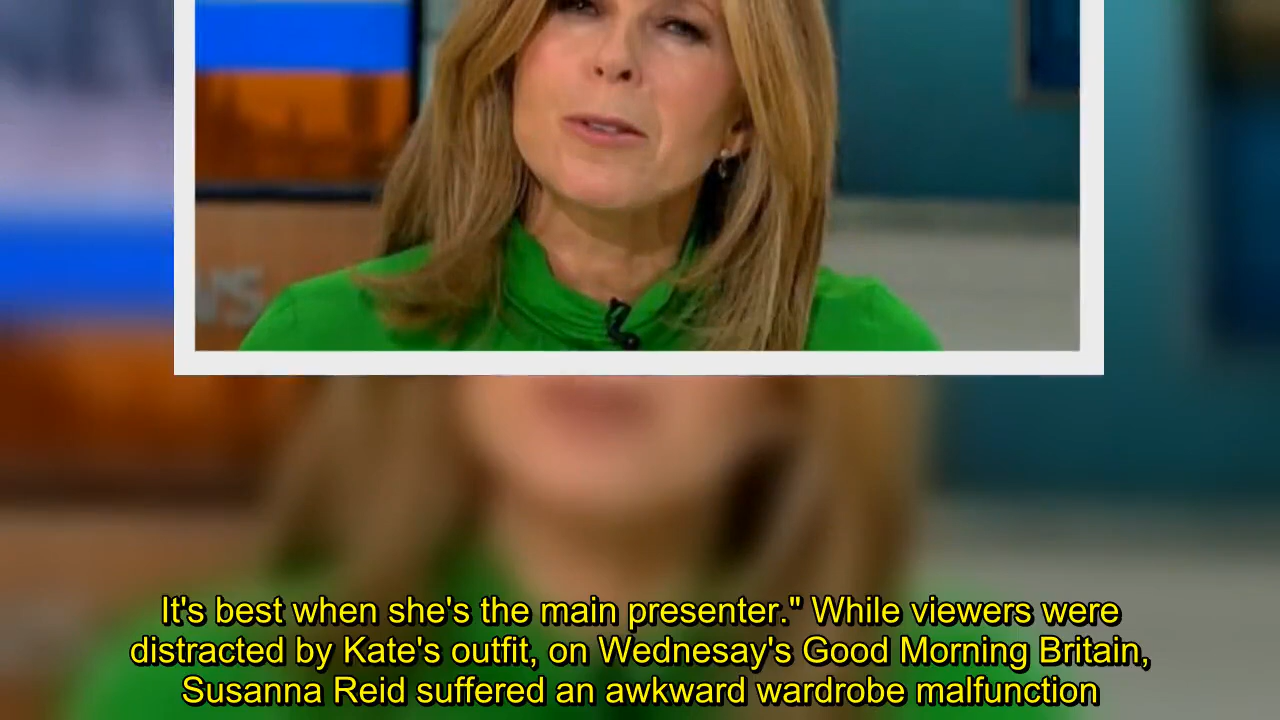 WS
It's best when she's the main presenter." While viewers were
distracted by Kate's outfit, on Wednesay's Good Morning Britain,
Susanna Reid suffered an awkward wardrobe malfunction